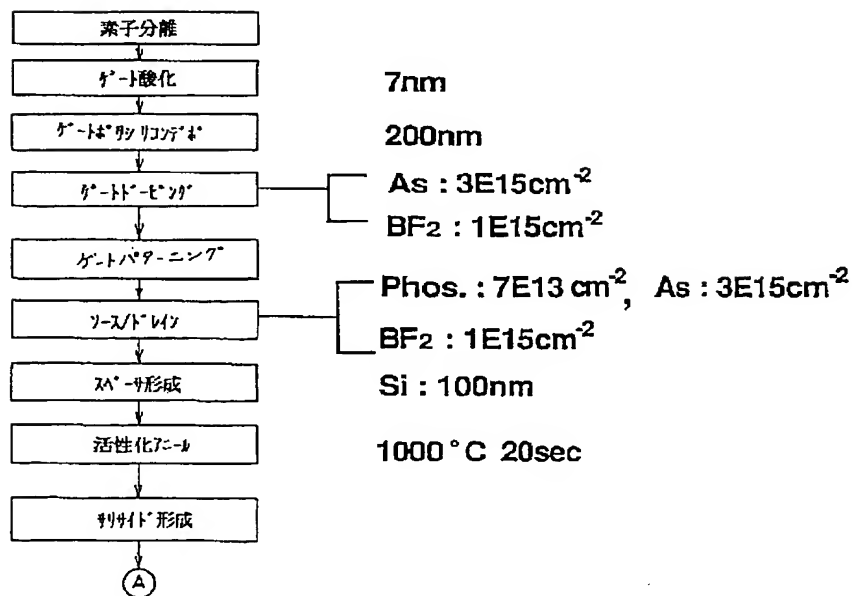 素子分離
ゲート酸化 7nm
ゲートポリシリコンデポ 200nm
ゲートドーピング As : 3E15cm⁻²
BF₂ : 1E15cm⁻²
ゲートパターニング
Phos. : 7E13 cm⁻², As : 3E15cm⁻²
ソース/ドレイン
BF₂ : 1E15cm⁻²
スペーサ形成 Si : 100nm
活性化アニール 1000°C 20sec
サリサイド形成
A